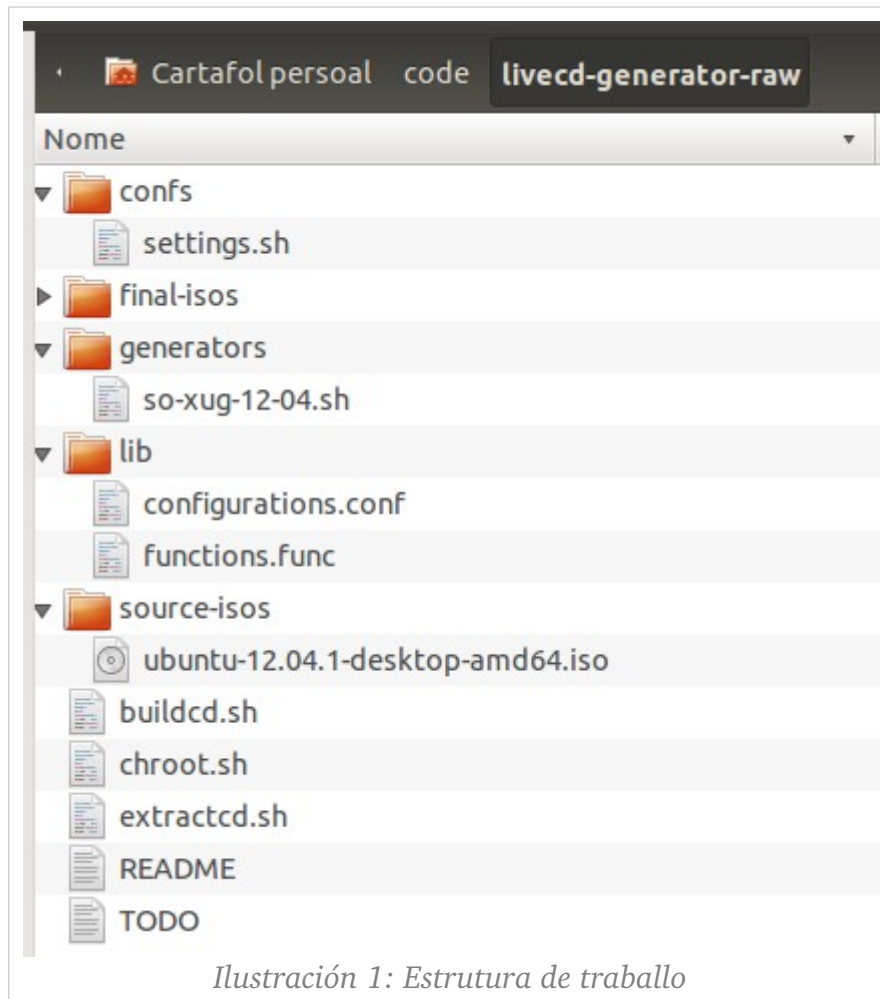 Cartafol persoal code livecd-generator-raw
Nome
confs
settings.sh
final-isos
generators
so-xug-12-04.sh
lib
configurations.conf
functions.func
source-isos
ubuntu-12.04.1-desktop-amd64.iso
buildcd.sh
chroot.sh
extractcd.sh
README
TODO
Ilustración 1: Estrutura de traballo